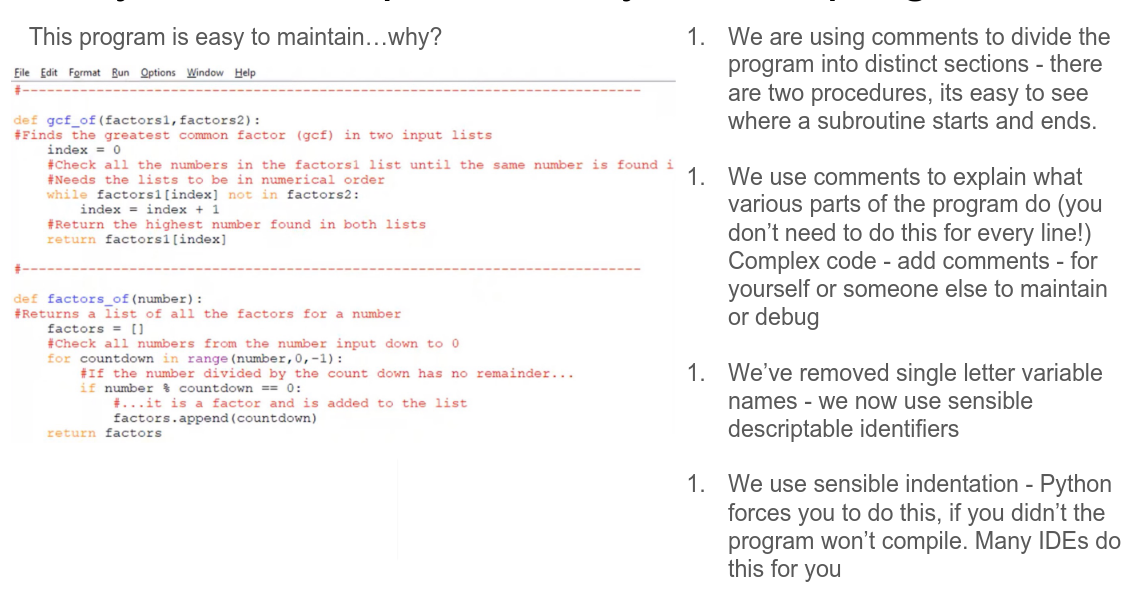 This program is easy to maintain...why?
File Edit Format Run Options Window Help
#---------------------------------------------------------------------------
def gcf_of(factors1,factors2):
#Finds the greatest common factor (gcf) in two input lists
    index = 0
    #Check all the numbers in the factors1 list until the same number is found i
    #Needs the lists to be in numerical order
    while factors1[index] not in factors2:
        index = index + 1
    #Return the highest number found in both lists
    return factors1[index]
#---------------------------------------------------------------------------
def factors_of(number):
#Returns a list of all the factors for a number
    factors = []
    #Check all numbers from the number input down to 0
    for countdown in range(number,0,-1):
        #If the number divided by the count down has no remainder...
        if number % countdown == 0:
            #...it is a factor and is added to the list
            factors.append(countdown)
    return factors
1. We are using comments to divide the
program into distinct sections - there
are two procedures, its easy to see
where a subroutine starts and ends.
1. We use comments to explain what
various parts of the program do (you
don’t need to do this for every line!)
Complex code - add comments - for
yourself or someone else to maintain
or debug
1. We’ve removed single letter variable
names - we now use sensible
descriptable identifiers
1. We use sensible indentation - Python
forces you to do this, if you didn’t the
program won’t compile. Many IDEs do
this for you